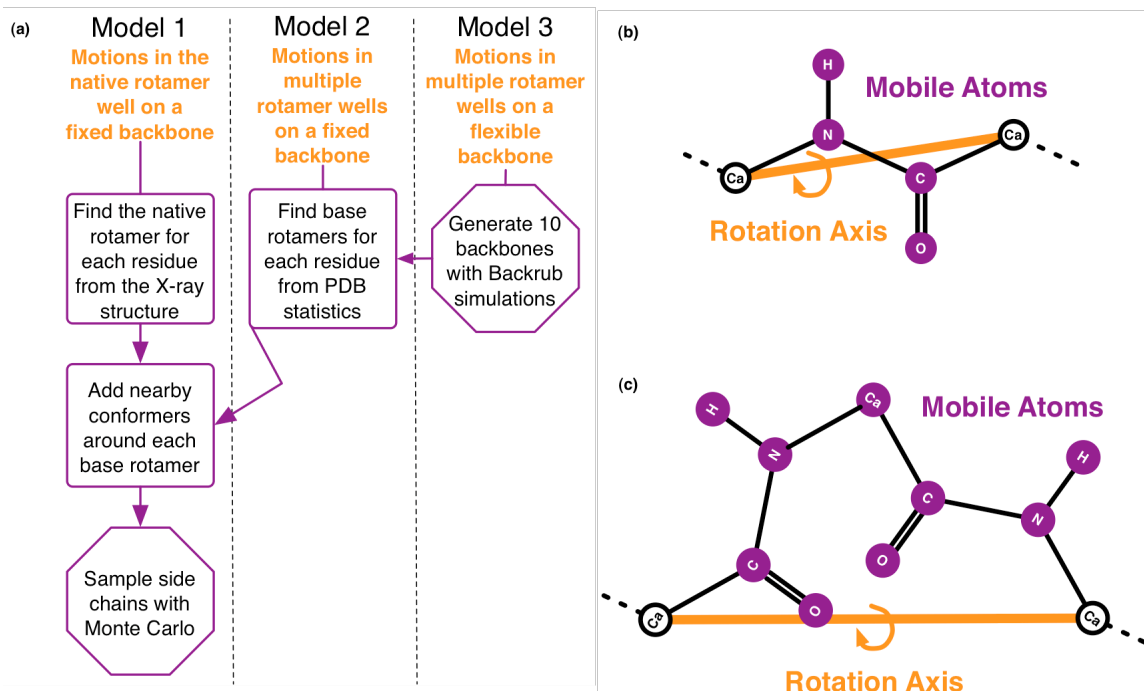 (a)
Model 1
Motions in the
native rotamer
well on a
fixed backbone
Find the native
rotamer for
each residue
from the X-ray
structure
Add nearby
conformers
around each
base rotamer
Sample side
chains with
Monte Carlo
Model 2
Motions in
multiple
rotamer wells
on a fixed
backbone
Find base
rotamers for
each residue
from PDB
statistics
Model 3
Motions in
multiple rotamer
wells on a
flexible
backbone
Generate 10
backbones
with Backrub
simulations
(b)
H
Mobile Atoms
N
Ca
Ca
C
Rotation Axis
O
(c)
Ca
Mobile Atoms
H
N
H
C
N
O
C
O
Ca
Ca
Rotation Axis